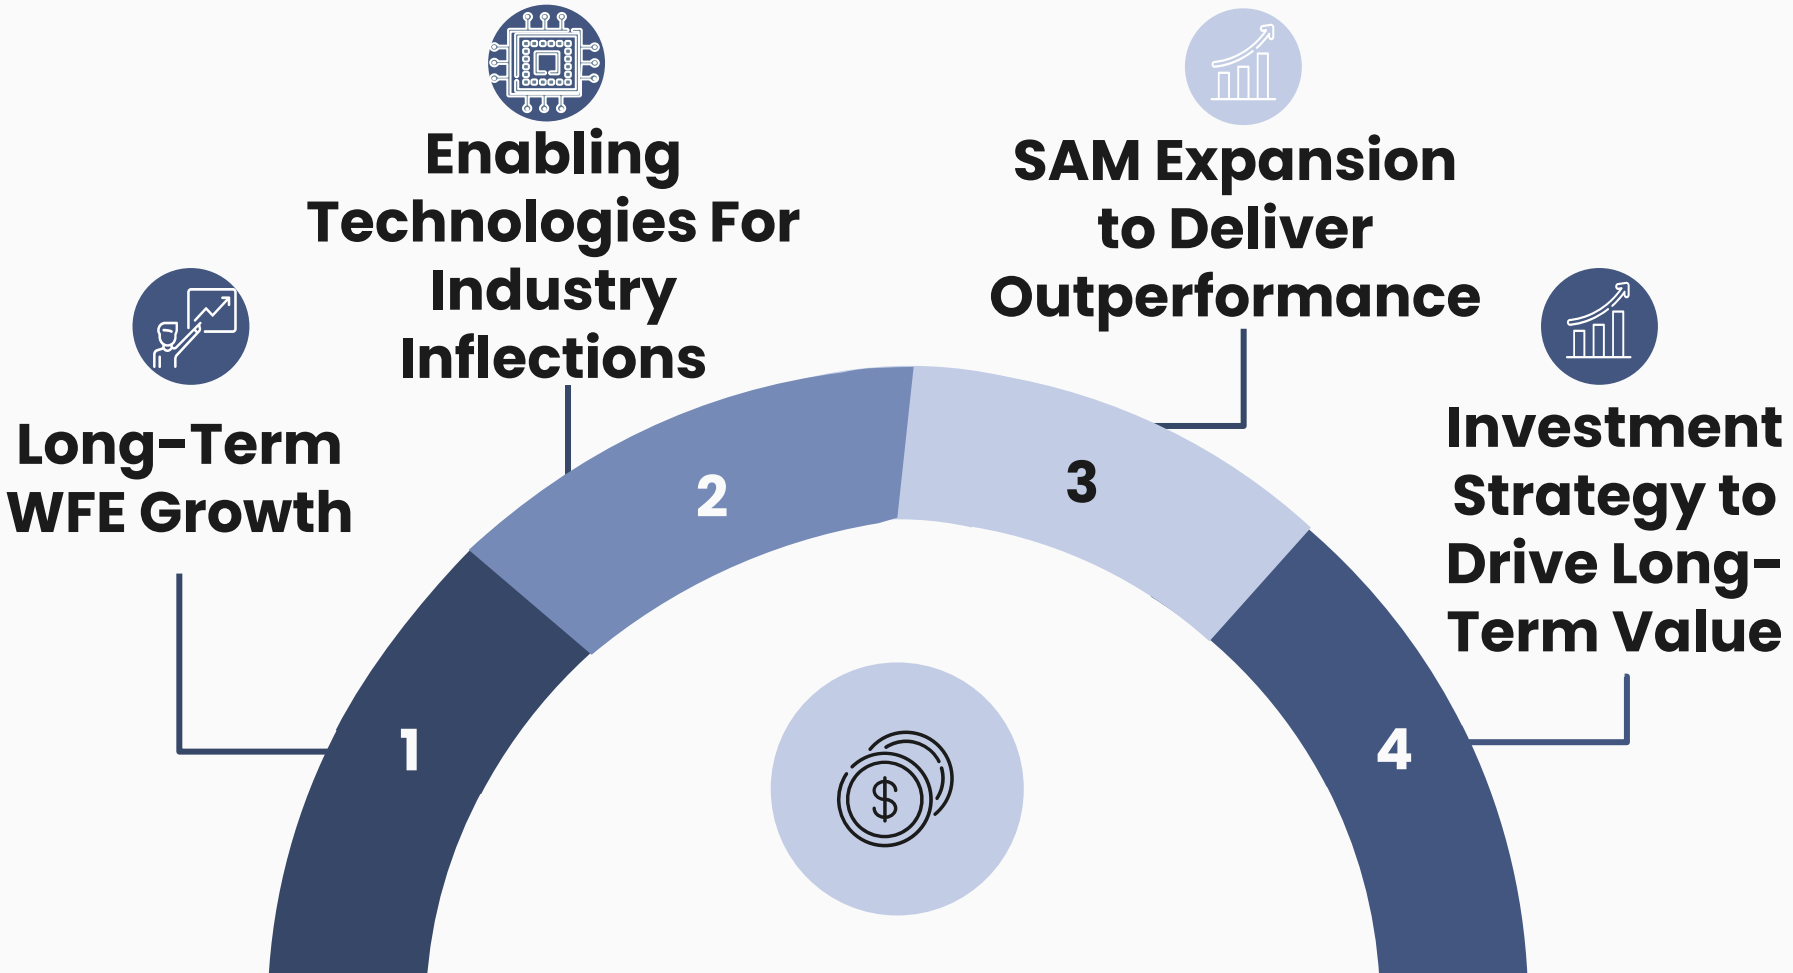 Long-Term
WFE Growth
1
Enabling
Technologies For
Industry
Inflections
2
SAM Expansion
to Deliver
Outperformance
3
Investment
Strategy to
Drive Long-
Term Value
4
$